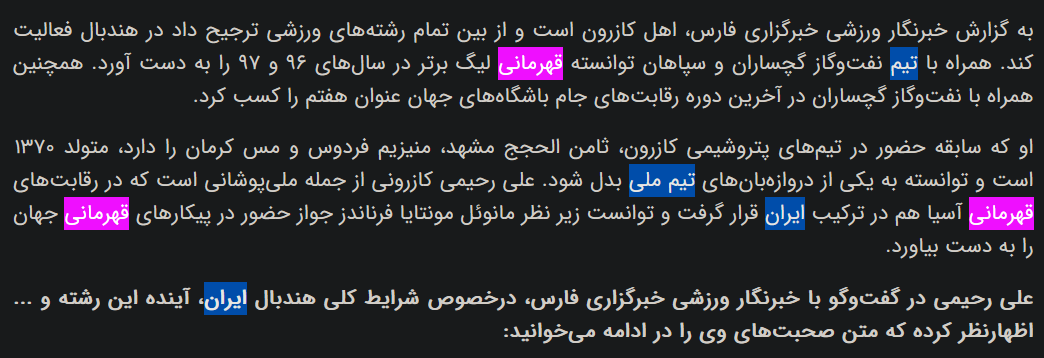 به گزارش خبرنگار ورزشی خبرگزاری فارس، اهل کازرون است و از بین تمام رشته‌های ورزشی ترجیح داد در هندبال فعالیت
کند. همراه با تیم نفت‌وگاز گچساران و سپاهان توانسته قهرمانی لیگ برتر در سال‌های ۹۶ و ۹۷ را به دست آورد. همچنین
همراه با نفت‌وگاز گچساران در آخرین دوره رقابت‌های جام باشگاه‌های جهان عنوان هفتم را کسب کرد.
او که سابقه حضور در تیم‌های پتروشیمی کازرون، ثامن الحجج مشهد، منیزیم فردوس و مس کرمان را دارد، متولد ۱۳۷۰
است و توانسته به یکی از دروازه‌بان‌های تیم ملی بدل شود. علی رحیمی کازرونی از جمله ملی‌پوشانی است که در رقابت‌های
قهرمانی آسیا هم در ترکیب ایران قرار گرفت و توانست زیر نظر مانوئل مونتایا فرناندز جواز حضور در پیکارهای قهرمانی جهان
را به دست بیاورد.
علی رحیمی در گفت‌وگو با خبرنگار ورزشی خبرگزاری فارس، درخصوص شرایط کلی هندبال ایران، آینده این رشته و ...
اظهارنظر کرده که متن صحبت‌های وی را در ادامه می‌خوانید: